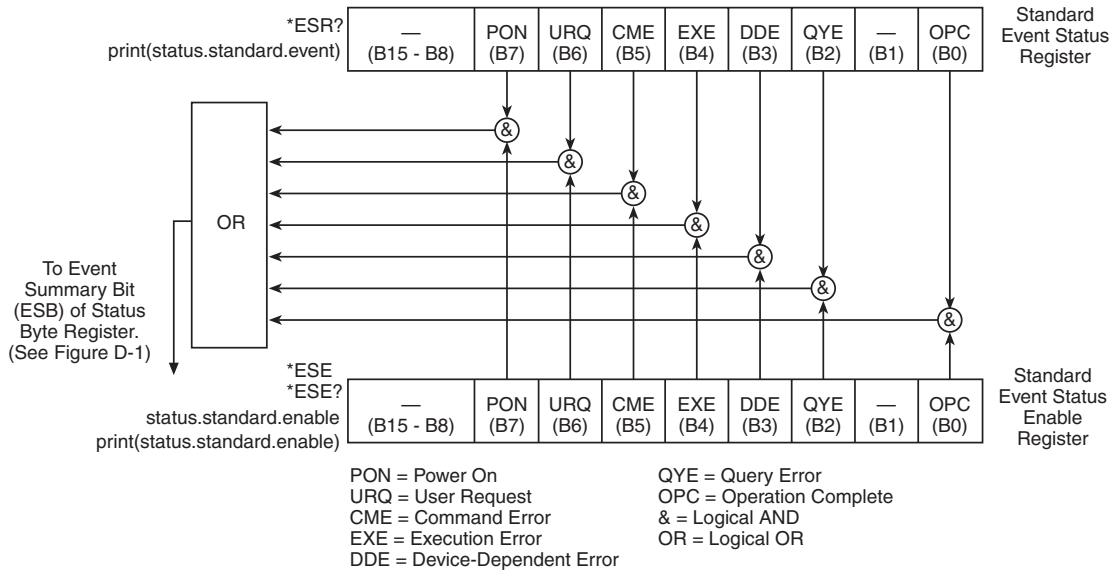 *ESR?
print(status.standard.event)
—
(B15 - B8)
PON
(B7)
URQ
(B6)
CME
(B5)
EXE
(B4)
DDE
(B3)
QYE
(B2)
—
(B1)
OPC
(B0)
Standard
Event Status
Register
&
&
&
&
&
&
&
OR
To Event
Summary Bit
(ESB) of Status
Byte Register.
(See Figure D-1)
*ESE
*ESE?
status.standard.enable
print(status.standard.enable)
—
(B15 - B8)
PON
(B7)
URQ
(B6)
CME
(B5)
EXE
(B4)
DDE
(B3)
QYE
(B2)
—
(B1)
OPC
(B0)
Standard
Event Status
Enable
Register
PON = Power On
URQ = User Request
CME = Command Error
EXE = Execution Error
DDE = Device-Dependent Error
QYE = Query Error
OPC = Operation Complete
& = Logical AND
OR = Logical OR